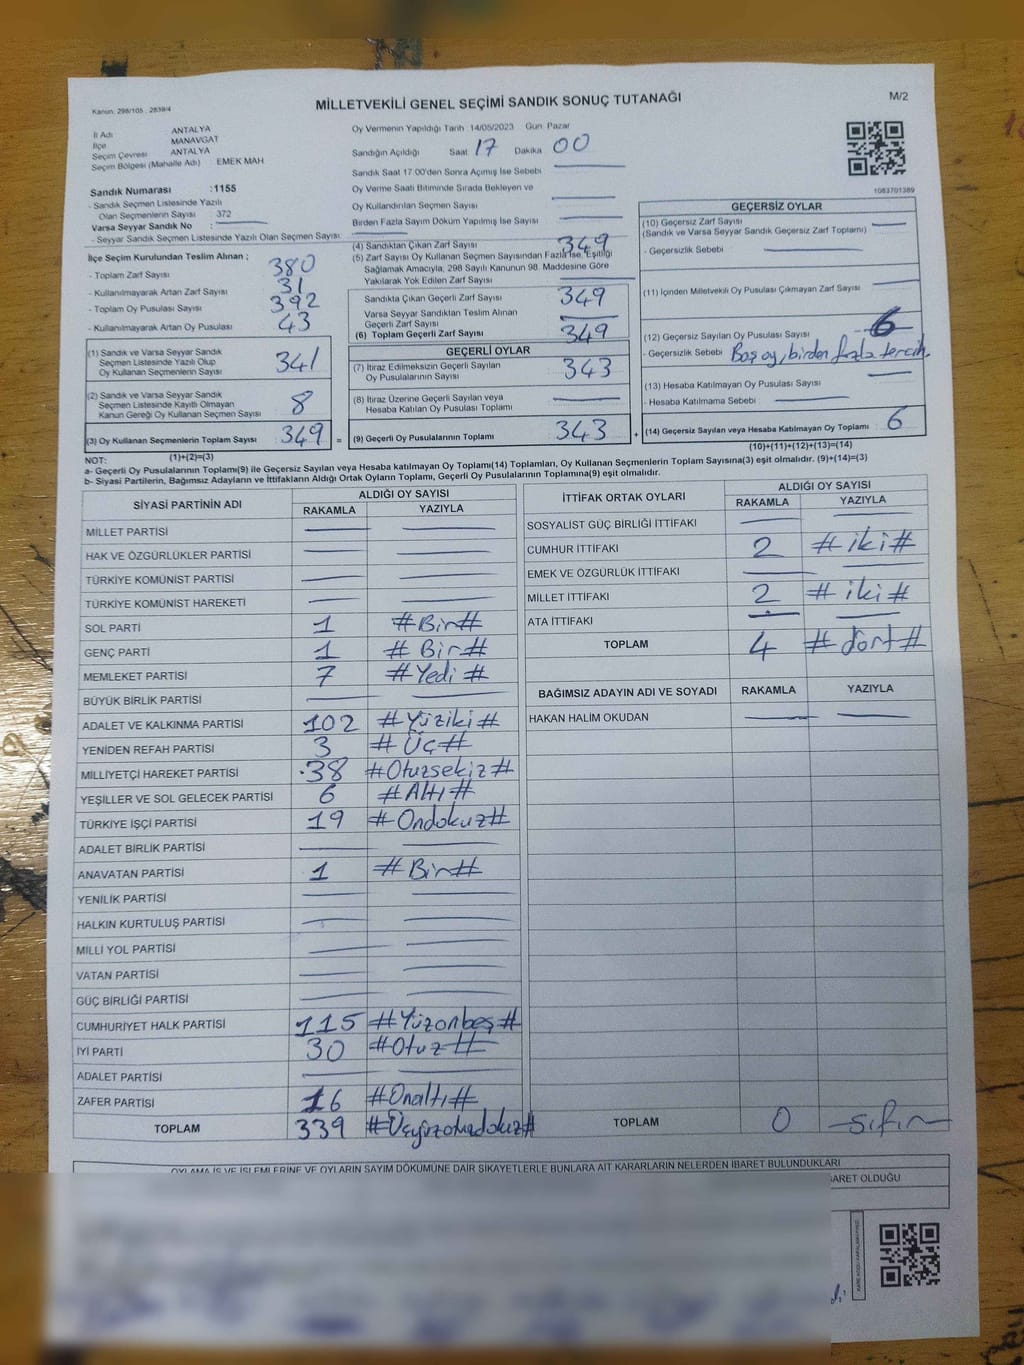 Kanun: 298/105 , 2839/4
MİLLETVEKİLİ GENEL SEÇİMİ SANDIK SONUÇ TUTANAĞI
M/2
İl Adı ANTALYA
İlçe MANAVGAT
Seçim Çevresi ANTALYA
Seçim Bölgesi (Mahalle Adı) EMEK MAH
Sandık Numarası :1155
- Sandık Seçmen Listesinde Yazılı
Olan Seçmenlerin Sayısı : 372
Varsa Seyyar Sandık No :
- Seyyar Sandık Seçmen Listesinde Yazılı Olan Seçmen Sayısı:
Oy Vermenin Yapıldığı Tarih :14/05/2023 Gün: Pazar
Sandığın Açıldığı Saat 17 Dakika 00
Sandık Saat 17:00'den Sonra Açımış İse Sebebi
Oy Verme Saati Bitiminde Sırada Bekleyen ve
Oy Kullandırılan Seçmen Sayısı
Birden Fazla Sayım Döküm Yapılmış İse Sayısı
1083701389
İlçe Seçim Kurulundan Teslim Alınan ;
- Toplam Zarf Sayısı 380
- Kullanılmayarak Artan Zarf Sayısı 31
- Toplam Oy Pusulası Sayısı 392
- Kullanılmayarak Artan Oy Pusulası 43
(1) Sandık ve Varsa Seyyar Sandık
Seçmen Listesinde Yazılı Olup
Oy Kullanan Seçmenlerin Sayısı 341
(2) Sandık ve Varsa Seyyar Sandık
Seçmen Listesinde Kayıtlı Olmayan
Kanun Gereği Oy Kullanan Seçmen Sayısı 8
(3) Oy Kullanan Seçmenlerin Toplam Sayısı 349 =
(1)+(2)=(3)
(4) Sandıktan Çıkan Zarf Sayısı 349
(5) Zarf Sayısı Oy Kullanan Seçmen Sayısından Fazla İse, Eşitliği
Sağlamak Amacıyla, 298 Sayılı Kanunun 98. Maddesine Göre
Yakılarak Yok Edilen Zarf Sayısı
Sandıkta Çıkan Geçerli Zarf Sayısı 349
Varsa Seyyar Sandıktan Teslim Alınan
Geçerli Zarf Sayısı
(6) Toplam Geçerli Zarf Sayısı 349
GEÇERLİ OYLAR
(7) İtiraz Edilmeksizin Geçerli Sayılan
Oy Pusulalarının Sayısı 343
(8) İtiraz Üzerine Geçerli Sayılan veya
Hesaba Katılan Oy Pusulası Toplamı
(9) Geçerli Oy Pusulalarının Toplamı 343 +
GEÇERSİZ OYLAR
(10) Geçersiz Zarf Sayısı
(Sandık ve Varsa Seyyar Sandık Geçersiz Zarf Toplamı)
- Geçersizlik Sebebi
(11) İçinden Milletvekili Oy Pusulası Çıkmayan Zarf Sayısı
(12) Geçersiz Sayılan Oy Pusulası Sayısı 6
- Geçersizlik Sebebi Boş oy, birden fazla tercih.
(13) Hesaba Katılmayan Oy Pusulası Sayısı
- Hesaba Katılmama Sebebi :
(14) Geçersiz Sayılan veya Hesaba Katılmayan Oy Toplamı 6
(10)+(11)+(12)+(13)=(14)
NOT:
a- Geçerli Oy Pusulaları Toplamı(9) ile Geçersiz Sayılan veya Hesaba katılmayan Oy Toplamı(14) Toplamları, Oy Kullanan Seçmenlerin Toplam Sayısına(3) eşit olmalıdır. (9)+(14)=(3)
b- Siyasi Partilerin, Bağımsız Adayların ve İttifakların Aldığı Ortak Oyların Toplamı, Geçerli Oy Pusulalarının Toplamına(9) eşit olmalıdır.
SİYASİ PARTİNİN ADI ALDIĞI OY SAYISI
RAKAMLA YAZIYLA
MİLLET PARTİSİ
HAK VE ÖZGÜRLÜKLER PARTİSİ
TÜRKİYE KOMÜNİST PARTİSİ
TÜRKİYE KOMÜNİST HAREKETİ
SOL PARTİ 1 #Bir#
GENÇ PARTİ 1 #Bir#
MEMLEKET PARTİSİ 7 #Yedi#
BÜYÜK BİRLİK PARTİSİ
ADALET VE KALKINMA PARTİSİ 102 #Yüziki#
YENİDEN REFAH PARTİSİ 3 #Üç#
MİLLİYETÇİ HAREKET PARTİSİ 38 #Otuzsekiz#
YEŞİLLER VE SOL GELECEK PARTİSİ 6 #Altı#
TÜRKİYE İŞÇİ PARTİSİ 19 #Ondokuz#
ADALET BİRLİK PARTİSİ
ANAVATAN PARTİSİ 1 #Bir#
YENİLİK PARTİSİ
HALKIN KURTULUŞ PARTİSİ
MİLLİ YOL PARTİSİ
VATAN PARTİSİ
GÜÇ BİRLİĞİ PARTİSİ
CUMHURİYET HALK PARTİSİ 115 #Yüzonbeş#
İYİ PARTİ 30 #Otuz#
ADALET PARTİSİ
ZAFER PARTİSİ 16 #Onaltı#
TOPLAM 339 #Üçyüzotuzdokuz#
İTTİFAK ORTAK OYLARI ALDIĞI OY SAYISI
RAKAMLA YAZIYLA
SOSYALİST GÜÇ BİRLİĞİ İTTİFAKI
CUMHUR İTTİFAKI 2 #iki#
EMEK VE ÖZGÜRLÜK İTTİFAKI
MİLLET İTTİFAKI 2 #iki#
ATA İTTİFAKI
TOPLAM 4 #dört#
BAĞIMSIZ ADAYIN ADI VE SOYADI RAKAMLA YAZIYLA
HAKAN HALİM OKUDAN
TOPLAM 0 sıfır
OYLAMA İŞ VE İŞLEMLERİNE VE OYLARIN SAYIM DÖKÜMÜNE DAİR ŞİKAYETLERLE BUNLARA AİT KARARLARIN NELERDEN İBARET BULUNDUKLARI
OLDUĞU